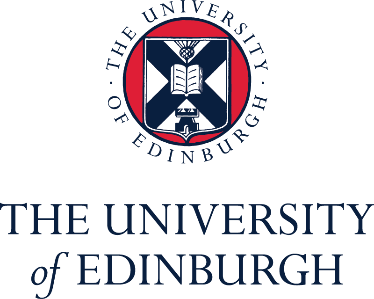 · THE UNIVERSITY ·
OF EDINBURGH
THE UNIVERSITY
of EDINBURGH